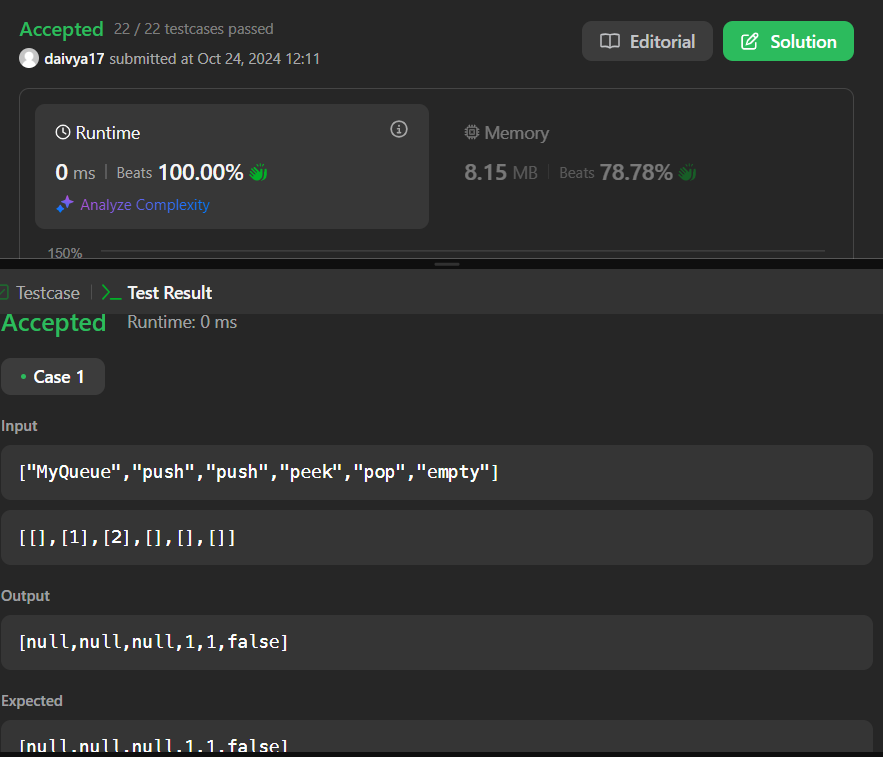 Accepted 22 / 22 testcases passed
daivya17 submitted at Oct 24, 2024 12:11
Editorial
Solution
Runtime
0 ms | Beats 100.00%
Analyze Complexity
Memory
8.15 MB | Beats 78.78%
150%
Testcase | >_ Test Result
Accepted Runtime: 0 ms
• Case 1
Input
["MyQueue","push","push","peek","pop","empty"]
[[],[1],[2],[],[],[]]
Output
[null,null,null,1,1,false]
Expected
[null,null,null,1,1,false]